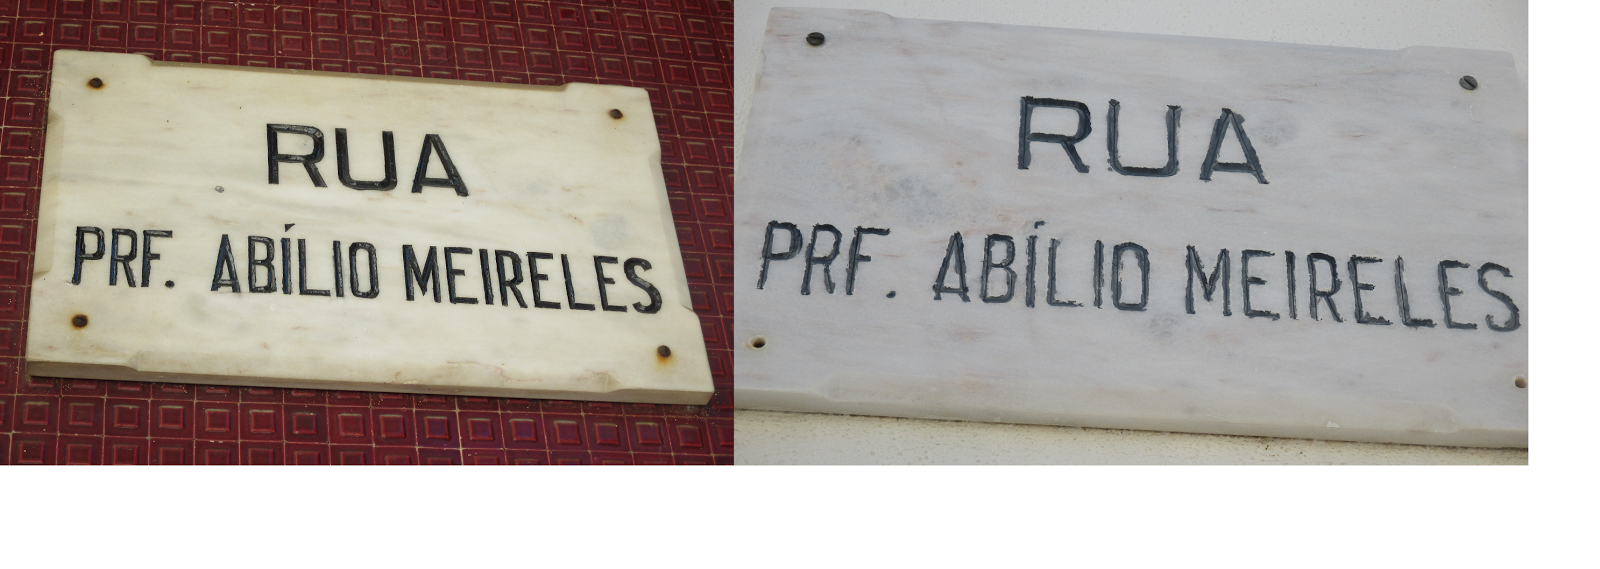 RUA
PRF. ABÍLIO MEIRELES
RUA
PRF. ABÍLIO MEIRELES